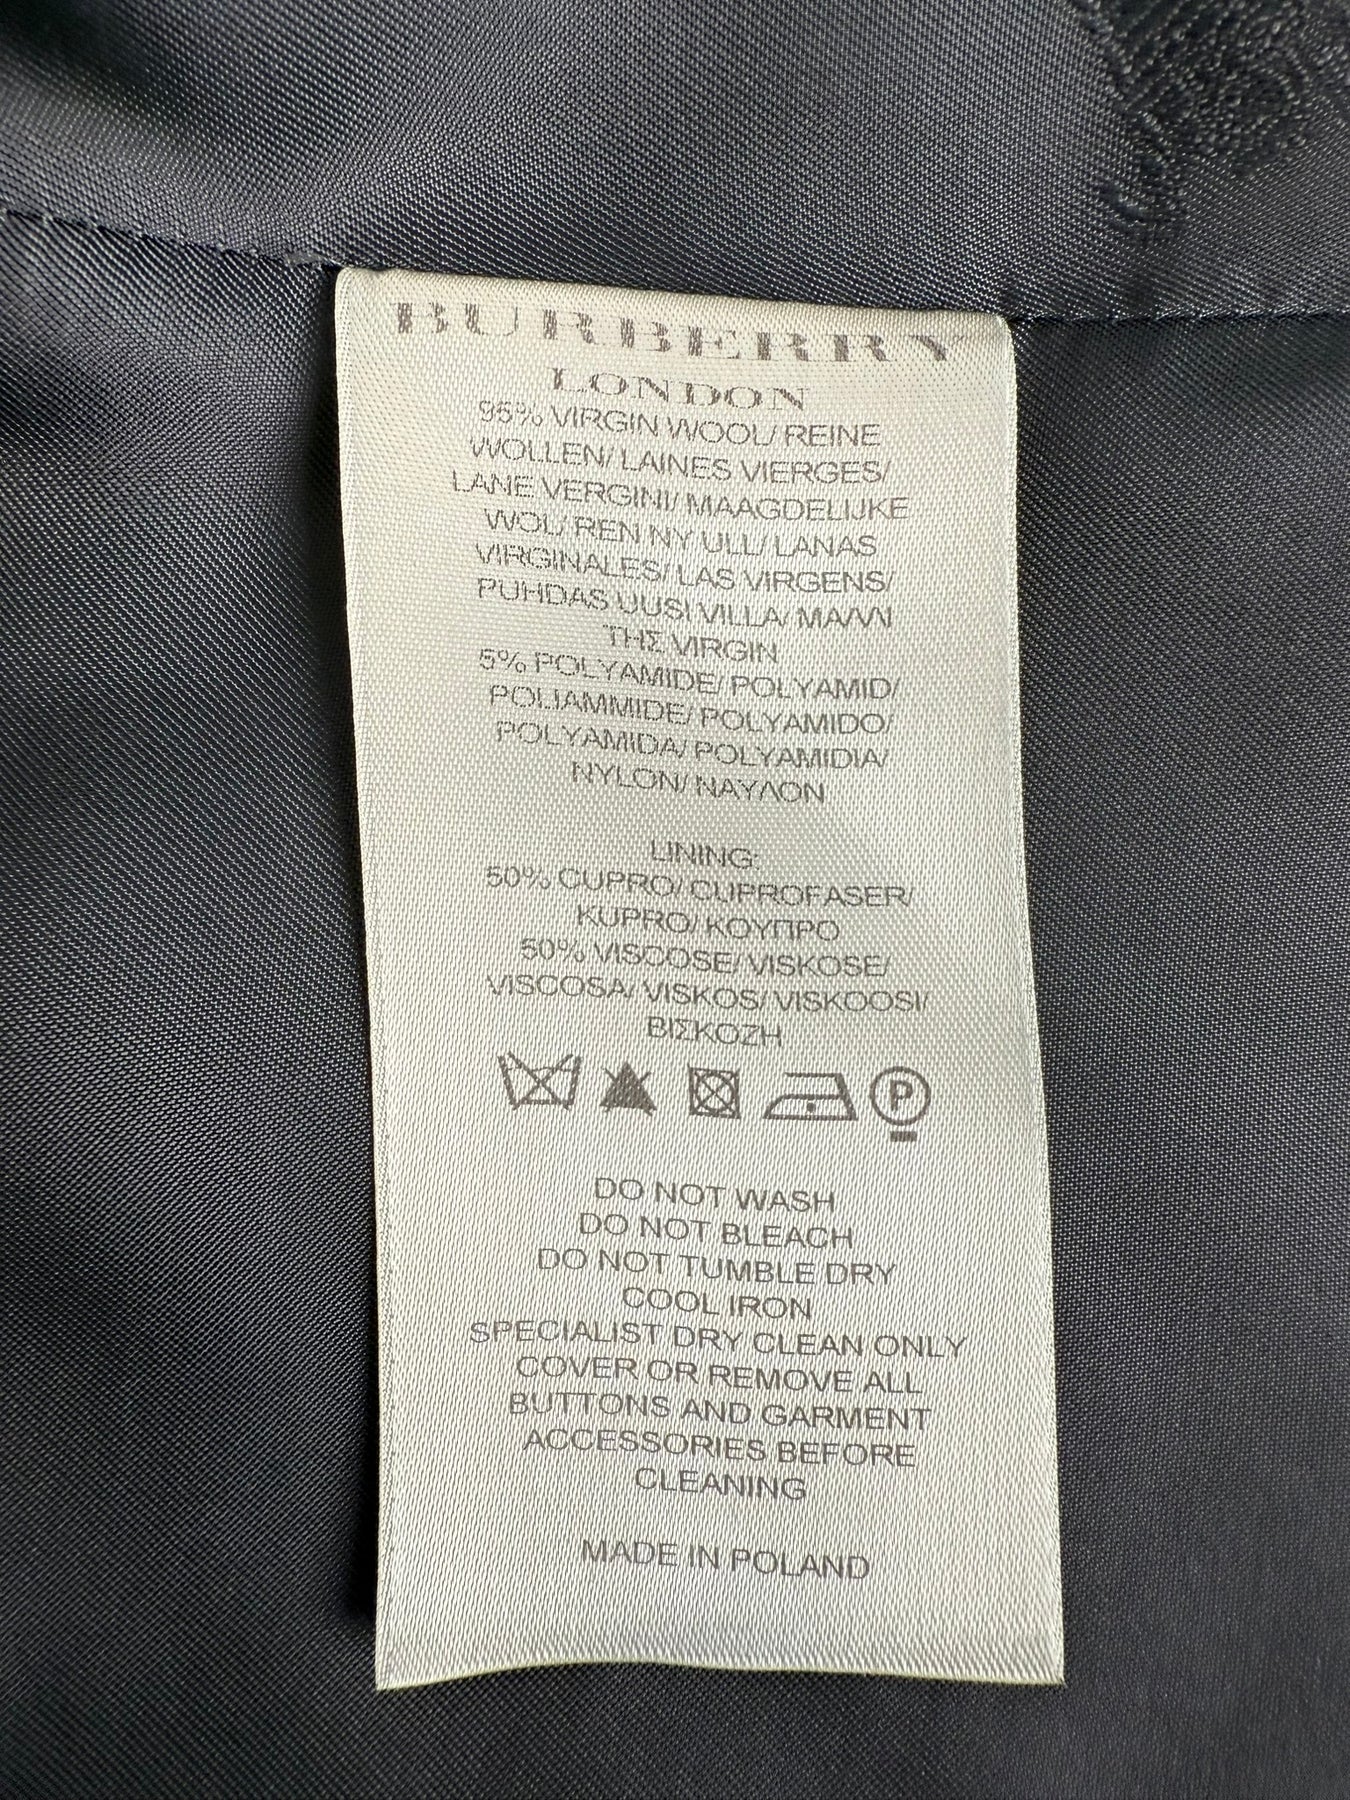 BURBERRY
LONDON
95% VIRGIN WOOL/ REINE
WOLLEN/ LAINES VIERGES/
LANE VERGINI/ MAAGDELIJKE
WOL/ REN NY ULL/ LANAS
VIRGINALES/ LAS VIRGENS/
PUHDAS UUSI VILLA/ ΜΑΛΛΙ
ΤΗΣ VIRGIN
5% POLYAMIDE/ POLYAMID/
POLIAMMIDE/ POLYAMIDO/
POLYAMIDA/ POLYAMIDIA/
NYLON/ ΝΑΥΛΟΝ
LINING:
50% CUPRO/ CUPROFASER/
KUPRO/ ΚΟΥΠΡΟ
50% VISCOSE/ VISKOSE/
VISCOSA/ VISKOS/ VISKOOSI/
ΒΙΣΚΟΖΗ
P
DO NOT WASH
DO NOT BLEACH
DO NOT TUMBLE DRY
COOL IRON
SPECIALIST DRY CLEAN ONLY
COVER OR REMOVE ALL
BUTTONS AND GARMENT
ACCESSORIES BEFORE
CLEANING
MADE IN POLAND